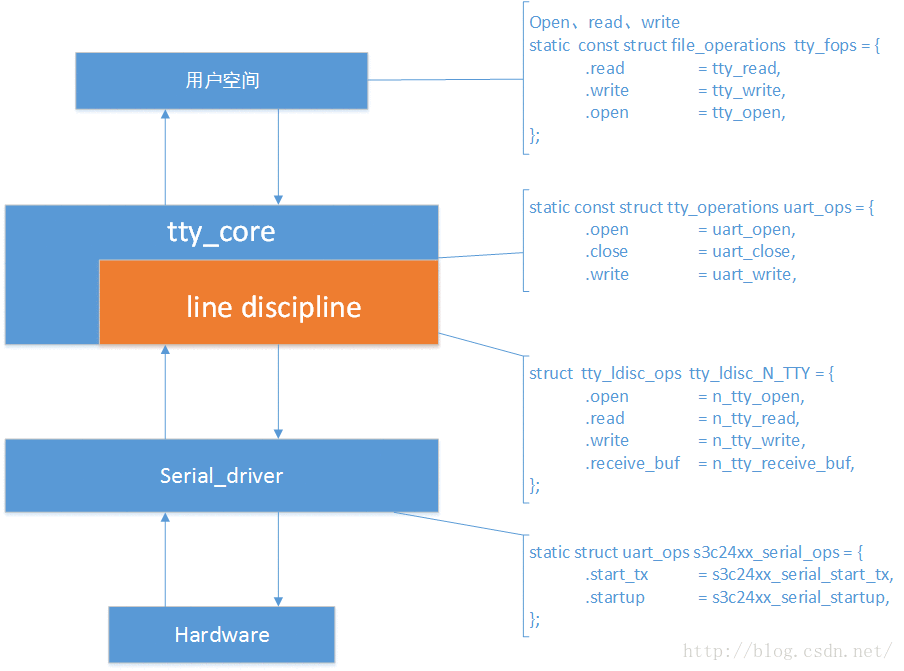 用户空间
tty_core
line discipline
Serial_driver
Hardware
Open、read、write
static const struct file_operations tty_fops = {
.read = tty_read,
.write = tty_write,
.open = tty_open,
};
static const struct tty_operations uart_ops = {
.open = uart_open,
.close = uart_close,
.write = uart_write,
struct tty_ldisc_ops tty_ldisc_N_TTY = {
.open = n_tty_open,
.read = n_tty_read,
.write = n_tty_write,
.receive_buf = n_tty_receive_buf,
};
static struct uart_ops s3c24xx_serial_ops = {
.start_tx = s3c24xx_serial_start_tx,
.startup = s3c24xx_serial_startup,
};
http://blog.csdn.net/